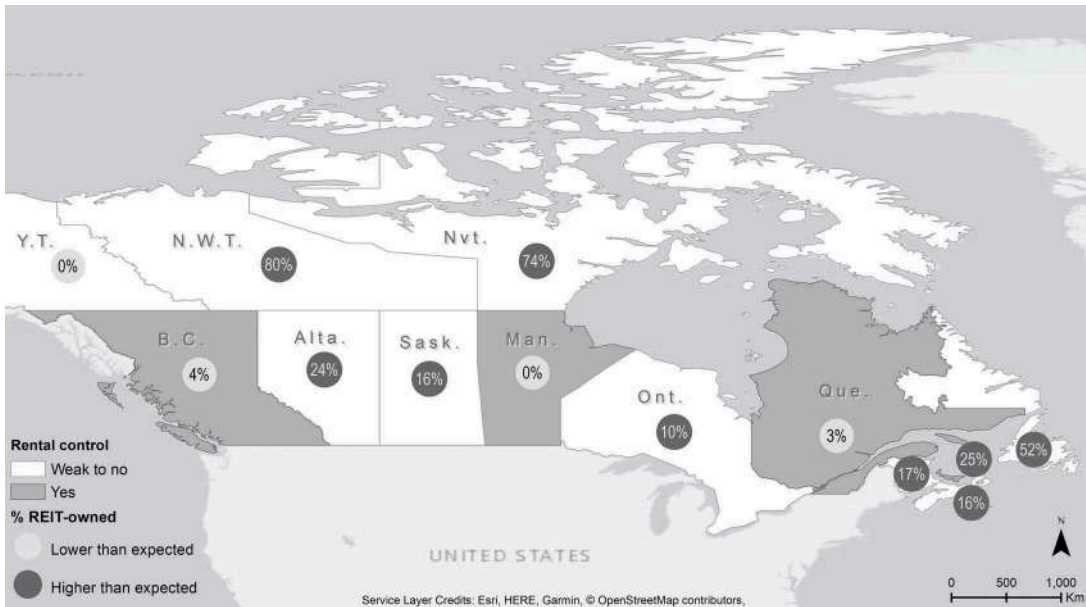 Y.T.
N.W.T.
Nvt.
0%
80%
74%
B.C.
Alta.
Sask.
Man.
4%
24%
16%
0%
Ont.
Que.
10%
3%
17%
25%
52%
16%
Rental control
Weak to no
Yes
% REIT-owned
Lower than expected
Higher than expected
UNITED STATES
N
0 500 1,000
Km
Service Layer Credits: Esri, HERE, Garmin, © OpenStreetMap contributors,